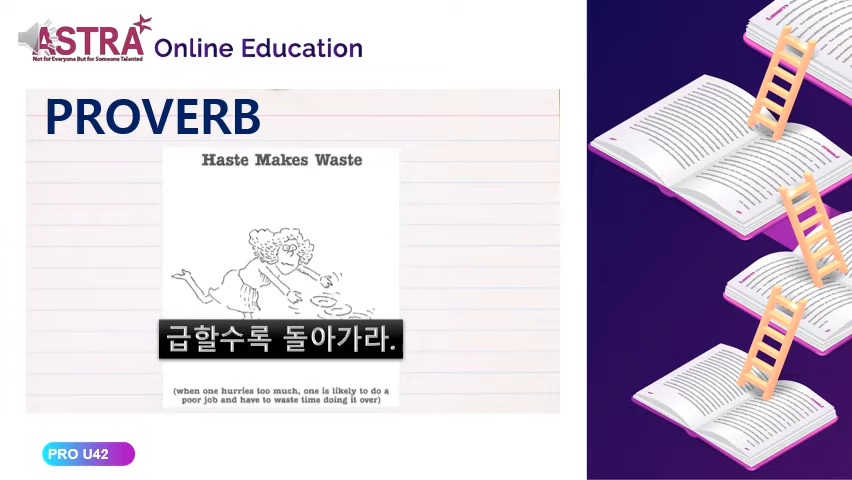 ASTRA
Online Education
Not for Everyone But for Someone Talented
PROVERB
Haste Makes Waste
급할수록 돌아가라.
(when one hurries too much, one is likely to do a
poor job and have to waste time doing it over)
PRO U42